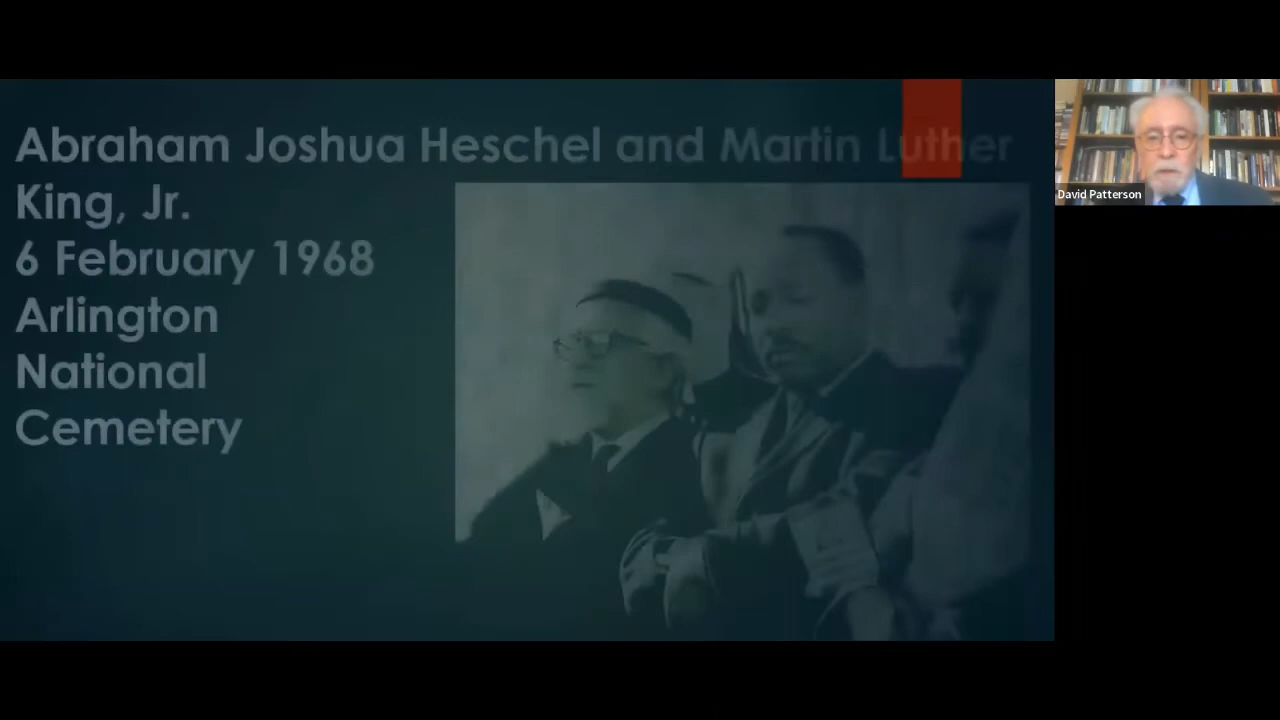 Abraham Joshua Heschel and Martin Luther
King, Jr.
6 February 1968
Arlington
National
Cemetery
David Patterson